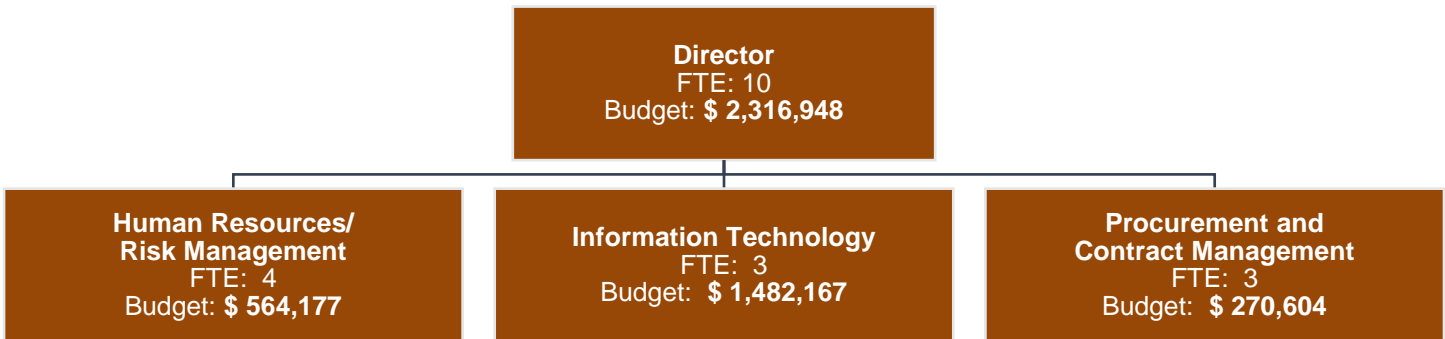 Director
FTE: 10
Budget: $ 2,316,948
Human Resources/
Risk Management
FTE: 4
Budget: $ 564,177
Information Technology
FTE: 3
Budget: $ 1,482,167
Procurement and
Contract Management
FTE: 3
Budget: $ 270,604